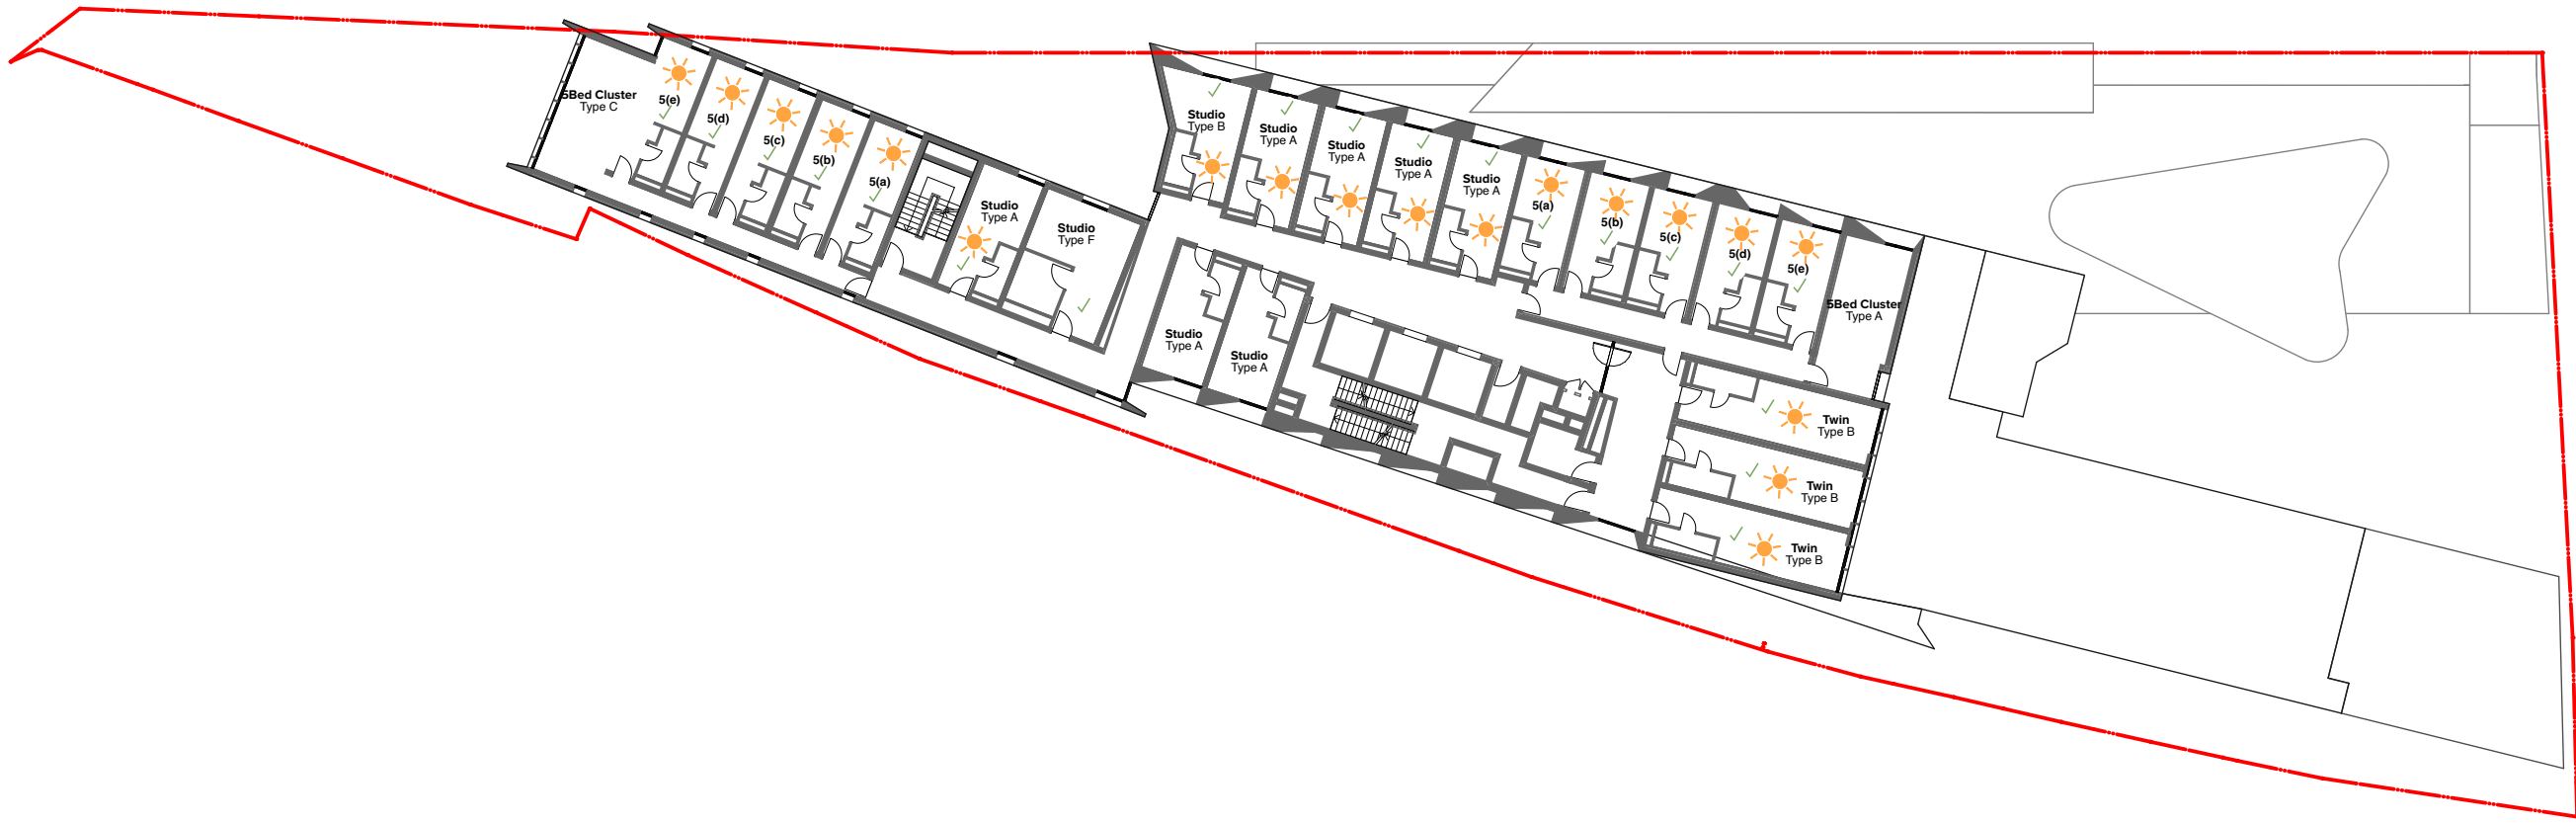 5Bed Cluster
Type C
5(e)
5(d)
5(c)
5(b)
5(a)
Studio
Type A
Studio
Type F
Studio
Type B
Studio
Type A
Studio
Type A
Studio
Type A
Studio
Type A
5(a)
5(b)
5(c)
5(d)
5(e)
5Bed Cluster
Type A
Studio
Type A
Studio
Type A
Twin
Type B
Twin
Type B
Twin
Type B